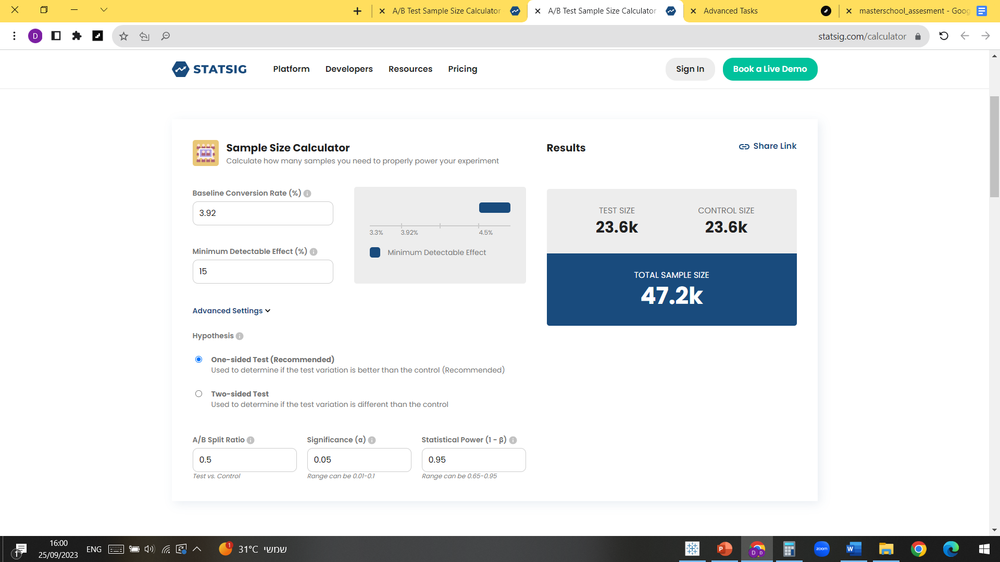 A/B Test Sample Size Calculator
A/B Test Sample Size Calculator
Advanced Tasks
masterschool_assesment - Goog
D
statsig.com/calculator
STATSIG
Platform
Developers
Resources
Pricing
Sign In
Book a Live Demo
Sample Size Calculator
Calculate how many samples you need to properly power your experiment
Results
Share Link
Baseline Conversion Rate (%)
3.92
3.3%
3.92%
4.5%
Minimum Detectable Effect
Minimum Detectable Effect (%)
15
TEST SIZE
CONTROL SIZE
23.6k
23.6k
TOTAL SAMPLE SIZE
47.2k
Advanced Settings
Hypothesis
One-sided Test (Recommended)
Used to determine if the test variation is better than the control (Recommended)
Two-sided Test
Used to determine if the test variation is different than the control
A/B Split Ratio
Significance (α)
Statistical Power (1 - β)
0.5
0.05
0.95
Test vs. Control
Range can be 0.01-0.1
Range can be 0.65-0.95
1
16:00
25/09/2023
ENG
1
31°C שמשי
P
D D
zoom
W